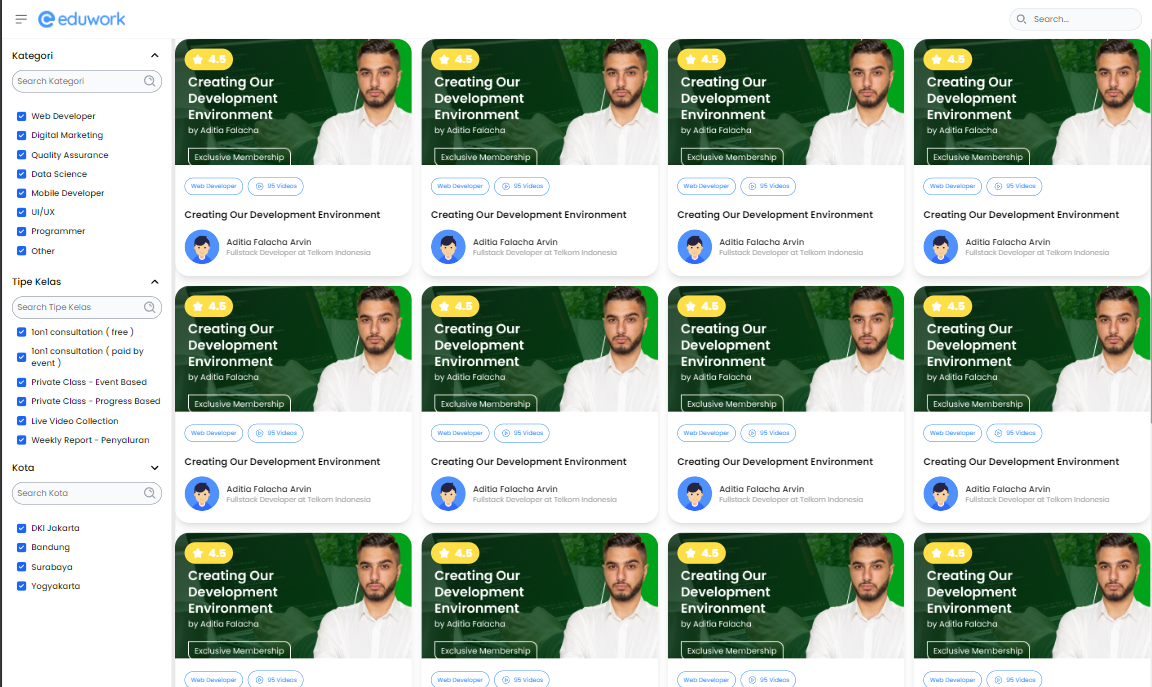 eduwork
Search...
Kategori
Search Kategori
Web Developer
Digital Marketing
Quality Assurance
Data Science
Mobile Developer
UI/UX
Programmer
Other
Tipe Kelas
Search Tipe Kelas
1on1 consultation ( free )
1on1 consultation ( paid by
event )
Private Class - Event Based
Private Class - Progress Based
Live Video Collection
Weekly Report - Penyaluran
Kota
Search Kota
DKI Jakarta
Bandung
Surabaya
Yogyakarta
4.5
Creating Our
Development
Environment
by Aditia Falacha
Exclusive Membership
Web Developer
95 Videos
Creating Our Development Environment
Aditia Falacha Arvin
Fullstack Developer at Telkom Indonesia
4.5
Creating Our
Development
Environment
by Aditia Falacha
Exclusive Membership
Web Developer
95 Videos
Creating Our Development Environment
Aditia Falacha Arvin
Fullstack Developer at Telkom Indonesia
4.5
Creating Our
Development
Environment
by Aditia Falacha
Exclusive Membership
Web Developer
95 Videos
Creating Our Development Environment
Aditia Falacha Arvin
Fullstack Developer at Telkom Indonesia
4.5
Creating Our
Development
Environment
by Aditia Falacha
Exclusive Membership
Web Developer
95 Videos
Creating Our Development Environment
Aditia Falacha Arvin
Fullstack Developer at Telkom Indonesia
4.5
Creating Our
Development
Environment
by Aditia Falacha
Exclusive Membership
Web Developer
95 Videos
Creating Our Development Environment
Aditia Falacha Arvin
Fullstack Developer at Telkom Indonesia
4.5
Creating Our
Development
Environment
by Aditia Falacha
Exclusive Membership
Web Developer
95 Videos
Creating Our Development Environment
Aditia Falacha Arvin
Fullstack Developer at Telkom Indonesia
4.5
Creating Our
Development
Environment
by Aditia Falacha
Exclusive Membership
Web Developer
95 Videos
Creating Our Development Environment
Aditia Falacha Arvin
Fullstack Developer at Telkom Indonesia
4.5
Creating Our
Development
Environment
by Aditia Falacha
Exclusive Membership
Web Developer
95 Videos
Creating Our Development Environment
Aditia Falacha Arvin
Fullstack Developer at Telkom Indonesia
4.5
Creating Our
Development
Environment
by Aditia Falacha
Exclusive Membership
Web Developer
95 Videos
4.5
Creating Our
Development
Environment
by Aditia Falacha
Exclusive Membership
Web Developer
95 Videos
4.5
Creating Our
Development
Environment
by Aditia Falacha
Exclusive Membership
Web Developer
95 Videos
4.5
Creating Our
Development
Environment
by Aditia Falacha
Exclusive Membership
Web Developer
95 Videos